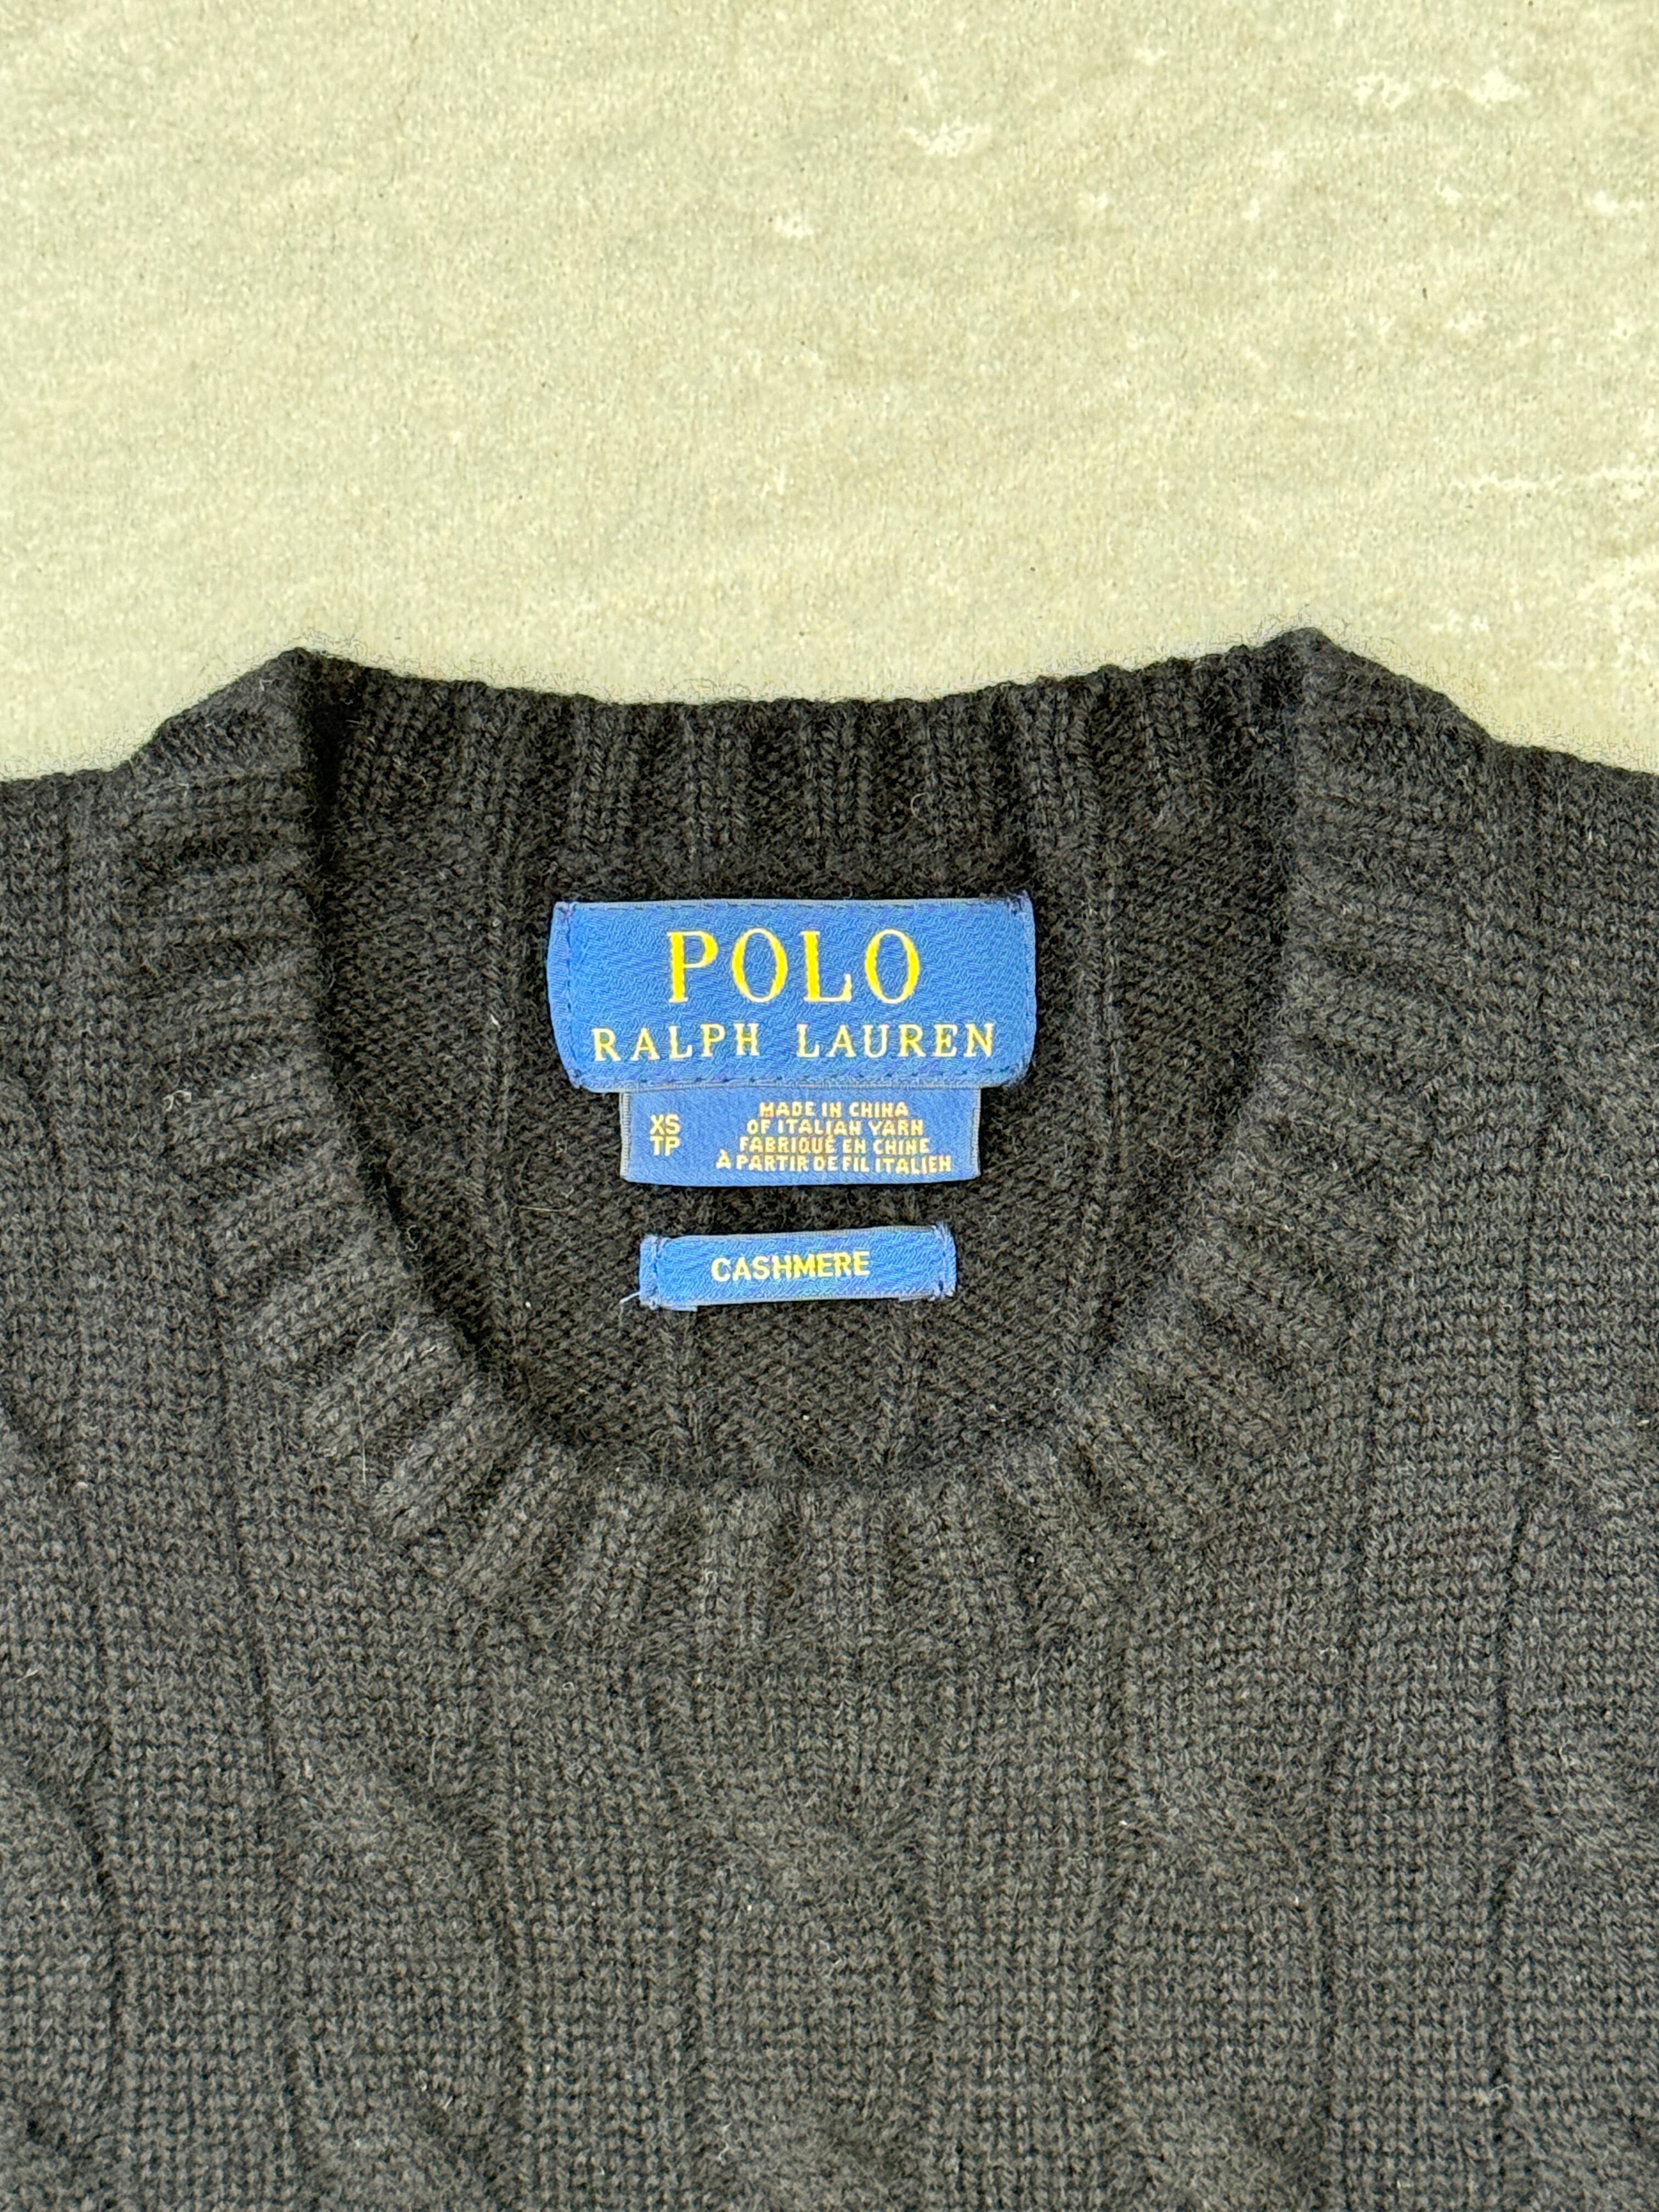 POLO
RALPH LAUREN
XS
TP
MADE IN CHINA
OF ITALIAN YARN
FABRIQUÉ EN CHINE
À PARTIR DE FIL ITALIEN
CASHMERE